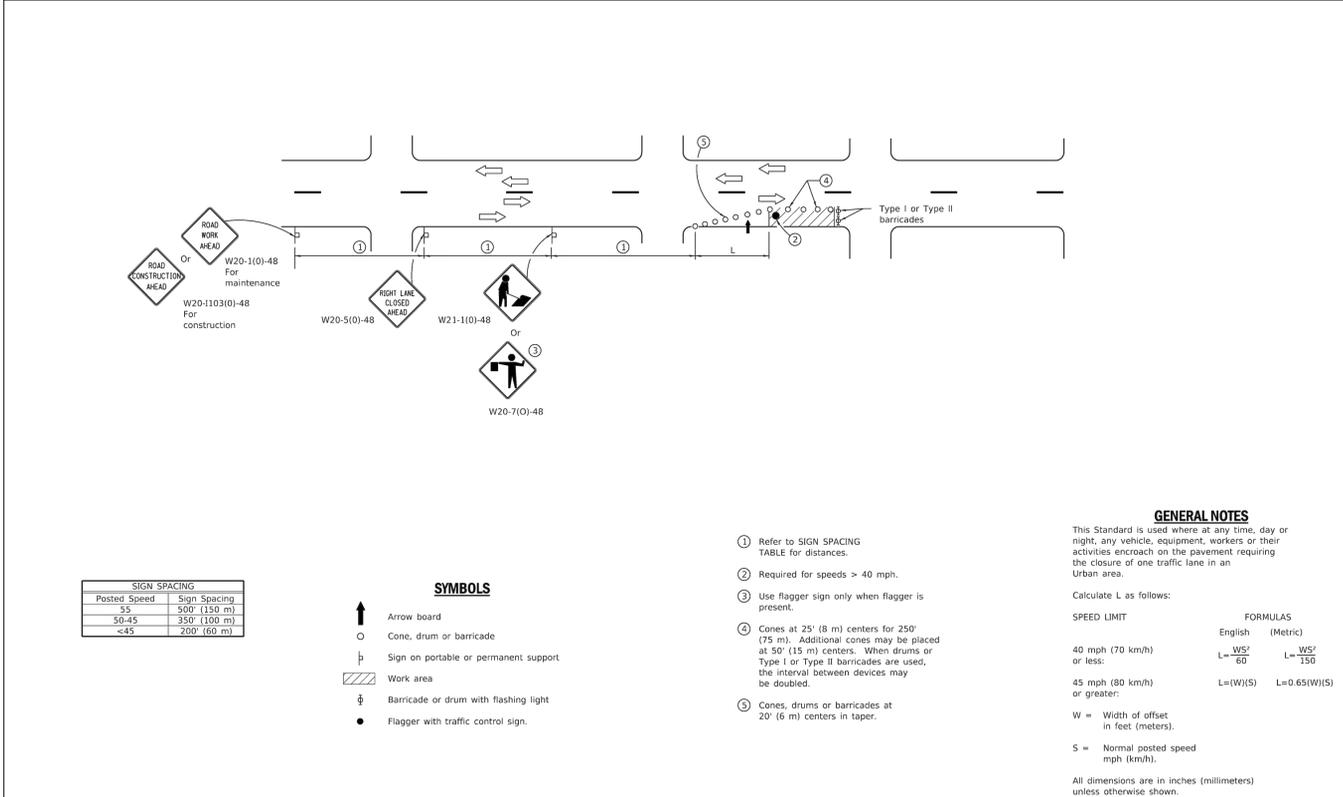 5
4
Type I or Type II
barricades
2
1
1
1
L
ROAD
WORK
AHEAD
Or
W20-1(0)-48
For
maintenance
ROAD
CONSTRUCTION
AHEAD
W20-I103(0)-48
For
construction
RIGHT LANE
CLOSED
AHEAD
W20-5(0)-48
W21-1(0)-48
Or
3
W20-7(O)-48
SIGN SPACING
Posted Speed Sign Spacing
55 500' (150 m)
50-45 350' (100 m)
<45 200' (60 m)
SYMBOLS
Arrow board
Cone, drum or barricade
Sign on portable or permanent support
Work area
Barricade or drum with flashing light
Flagger with traffic control sign.
1 Refer to SIGN SPACING
TABLE for distances.
2 Required for speeds > 40 mph.
3 Use flagger sign only when flagger is
present.
4 Cones at 25' (8 m) centers for 250'
(75 m). Additional cones may be placed
at 50' (15 m) centers. When drums or
Type I or Type II barricades are used,
the interval between devices may
be doubled.
5 Cones, drums or barricades at
20' (6 m) centers in taper.
GENERAL NOTES
This Standard is used where at any time, day or
night, any vehicle, equipment, workers or their
activities encroach on the pavement requiring
the closure of one traffic lane in an
Urban area.
Calculate L as follows:
SPEED LIMIT FORMULAS
English (Metric)
40 mph (70 km/h)
or less:
L=WS²/60 L=WS²/150
45 mph (80 km/h) L=(W)(S) L=0.65(W)(S)
or greater:
W = Width of offset
in feet (meters).
S = Normal posted speed
mph (km/h).
All dimensions are in inches (millimeters)
unless otherwise shown.